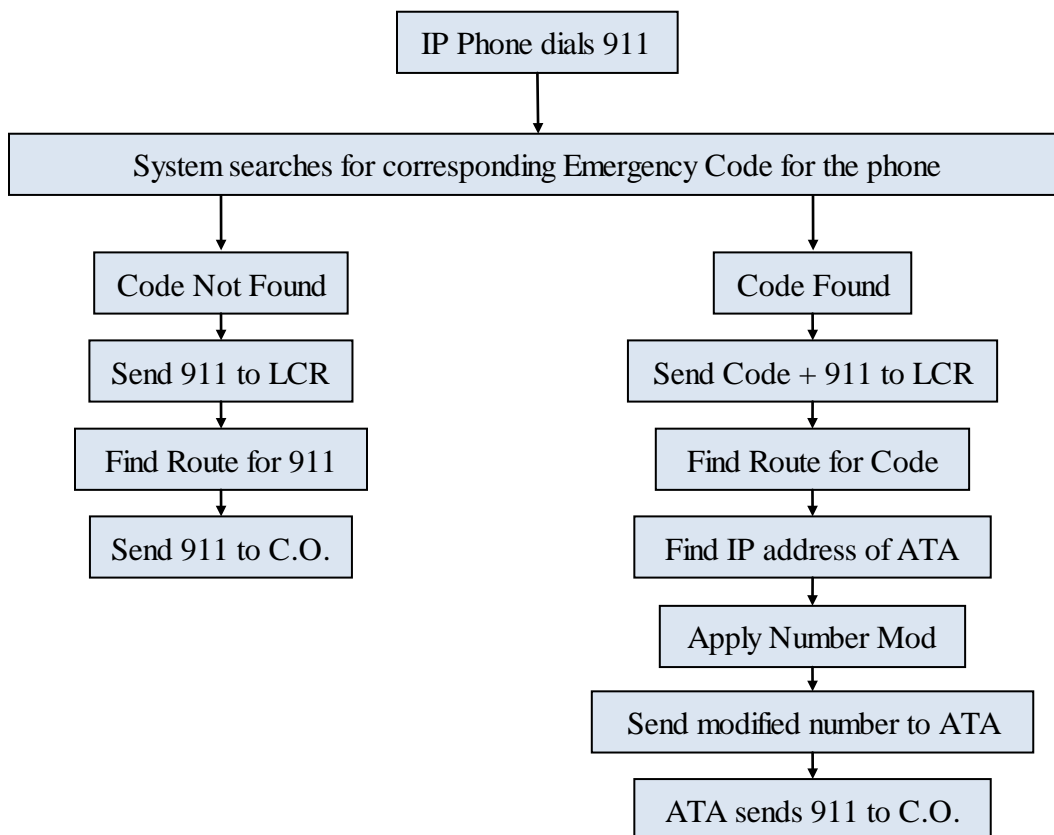 IP Phone dials 911
System searches for corresponding Emergency Code for the phone
Code Not Found
Send 911 to LCR
Find Route for 911
Send 911 to C.O.
Code Found
Send Code + 911 to LCR
Find Route for Code
Find IP address of ATA
Apply Number Mod
Send modified number to ATA
ATA sends 911 to C.O.